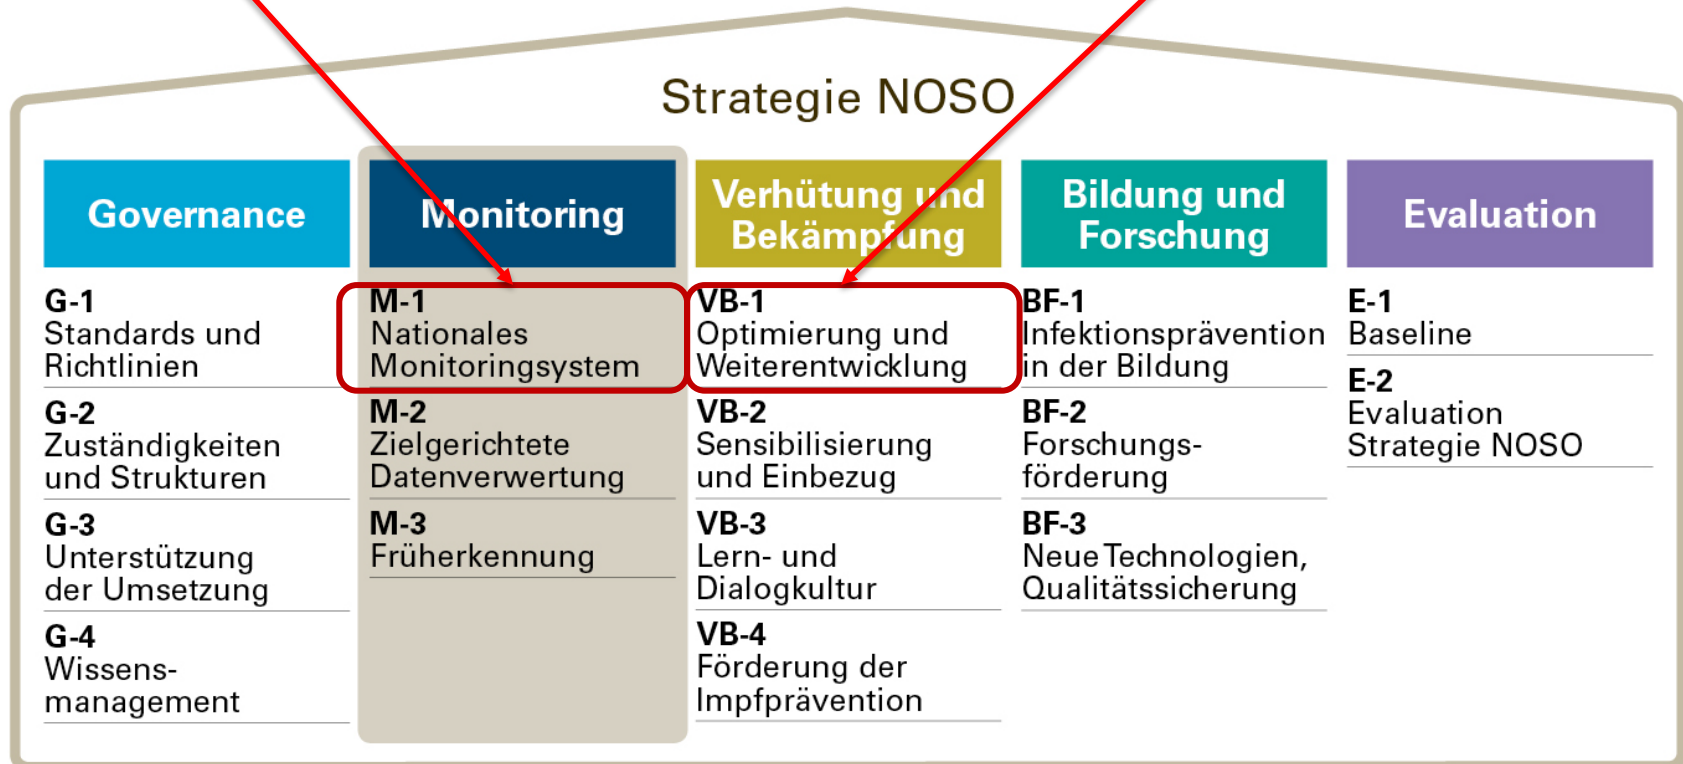 Strategie NOSO
Governance
G-1
Standards und
Richtlinien
G-2
Zuständigkeiten
und Strukturen
G-3
Unterstützung
der Umsetzung
G-4
Wissens-
management
Monitoring
M-1
Nationales
Monitoringsystem
M-2
Zielgerichtete
Datenverwertung
M-3
Früherkennung
Verhütung und
Bekämpfung
VB-1
Optimierung und
Weiterentwicklung
VB-2
Sensibilisierung
und Einbezug
VB-3
Lern- und
Dialogkultur
VB-4
Förderung der
Impfprävention
Bildung und
Forschung
BF-1
Infektionsprävention
in der Bildung
BF-2
Forschungs-
förderung
BF-3
Neue Technologien,
Qualitätssicherung
Evaluation
E-1
Baseline
E-2
Evaluation
Strategie NOSO